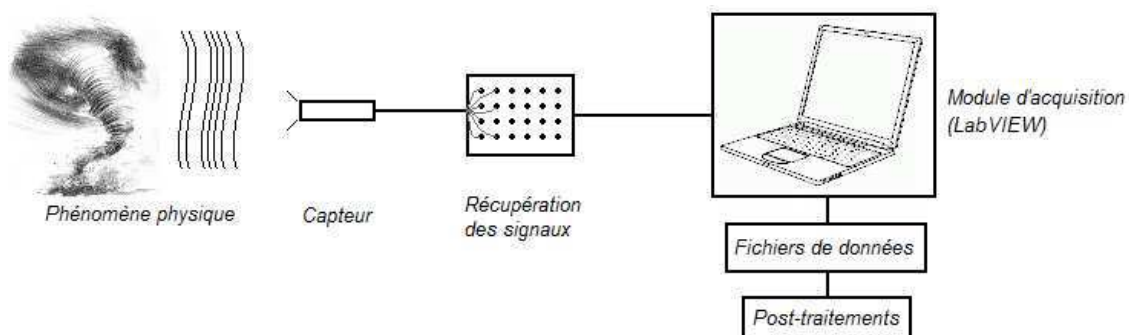 Phénomène physique
Capteur
Récupération
des signaux
Module d'acquisition
(LabVIEW)
Fichiers de données
Post-traitements